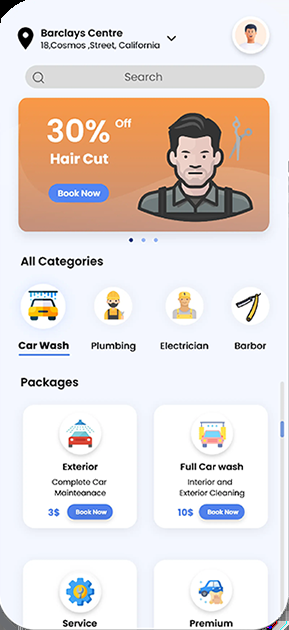 Barclays Centre
18,Cosmos ,Street, California
Search
30% Off
Hair Cut
Book Now
All Categories
Car Wash Plumbing Electrician Barbor
Packages
Exterior
Complete Car
Mainteanace
3$ Book Now
Full Car wash
Interior and
Exterior Cleaning
10$ Book Now
Service
Premium